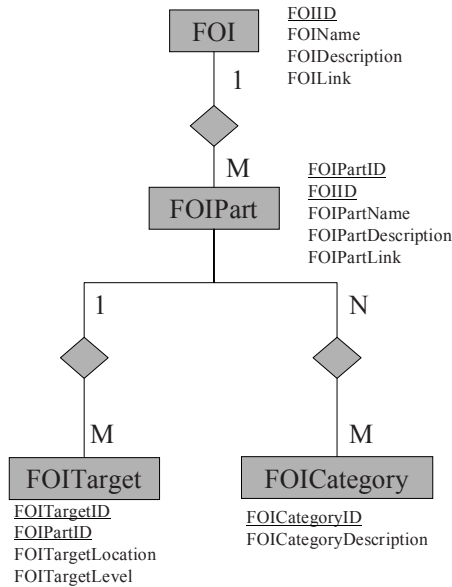 FOI
FOIID
FOIName
FOIDescription
FOILink
1
M
FOIPart
FOIPartID
FOIID
FOIPartName
FOIPartDescription
FOIPartLink
1
N
M
M
FOITarget
FOITargetID
FOIPartID
FOITargetLocation
FOITargetLevel
FOICategory
FOICategoryID
FOICategoryDescription